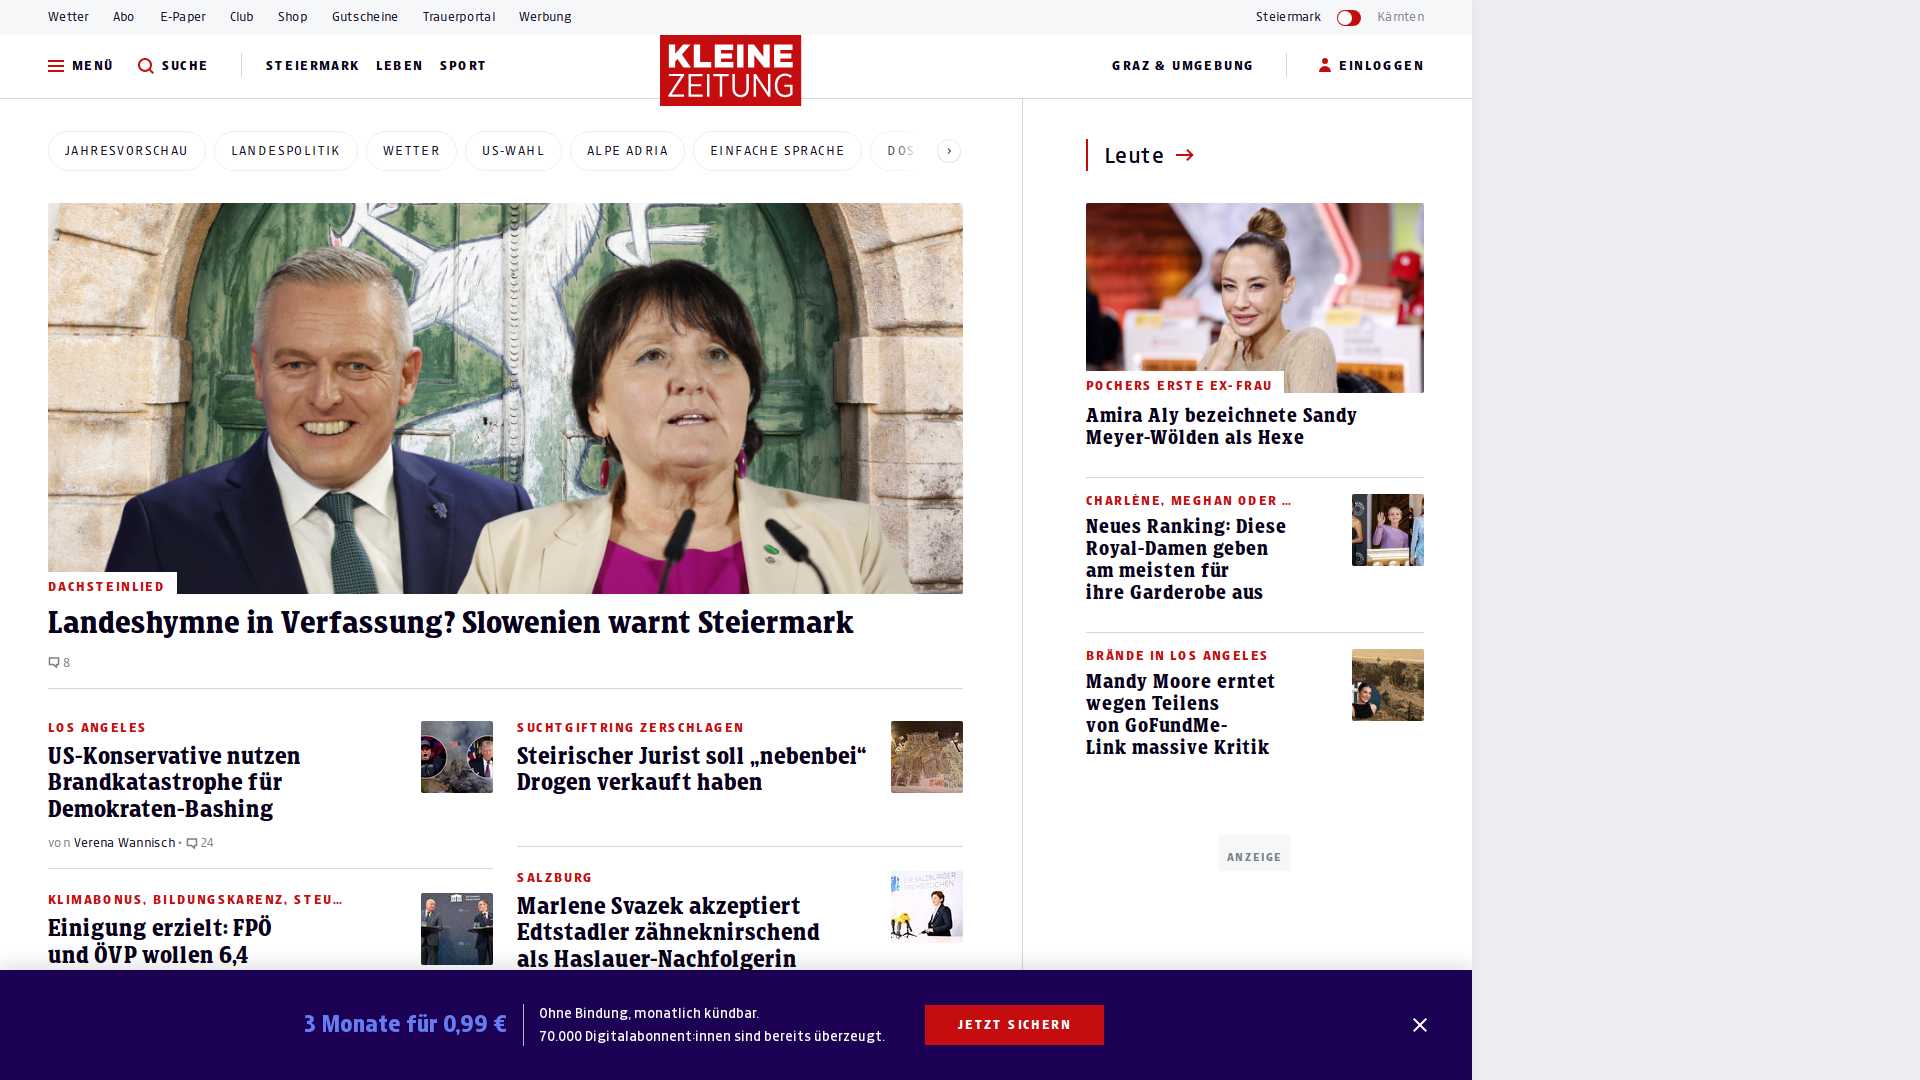 Wetter Abo E-Paper Club Shop Gutscheine Trauerportal Werbung Steiermark Kärnten
MENÜ SUCHE STEIERMARK LEBEN SPORT KLEINE ZEITUNG GRAZ & UMGEBUNG EINLOGGEN
JAHRESVORSCHAU LANDESPOLITIK WETTER US-WAHL ALPE ADRIA EINFACHE SPRACHE DOS
DACHSTEINLIED
Landeshymne in Verfassung? Slowenien warnt Steiermark
8
LOS ANGELES
US-Konservative nutzen
Brandkatastrophe für
Demokraten-Bashing
von Verena Wannisch • 24
KLIMABONUS, BILDUNGSKARENZ, STEU…
Einigung erzielt: FPÖ
und ÖVP wollen 6,4
SUCHTGIFTRING ZERSCHLAGEN
Steirischer Jurist soll „nebenbei“
Drogen verkauft haben
SALZBURG
Marlene Svazek akzeptiert
Edtstadler zähneknirschend
als Haslauer-Nachfolgerin
Leute
POCHERS ERSTE EX-FRAU
Amira Aly bezeichnete Sandy
Meyer-Wölden als Hexe
CHARLÈNE, MEGHAN ODER …
Neues Ranking: Diese
Royal-Damen geben
am meisten für
ihre Garderobe aus
BRÄNDE IN LOS ANGELES
Mandy Moore erntet
wegen Teilens
von GoFundMe-
Link massive Kritik
ANZEIGE
3 Monate für 0,99 €
Ohne Bindung, monatlich kündbar.
70.000 Digitalabonnent:innen sind bereits überzeugt.
JETZT SICHERN